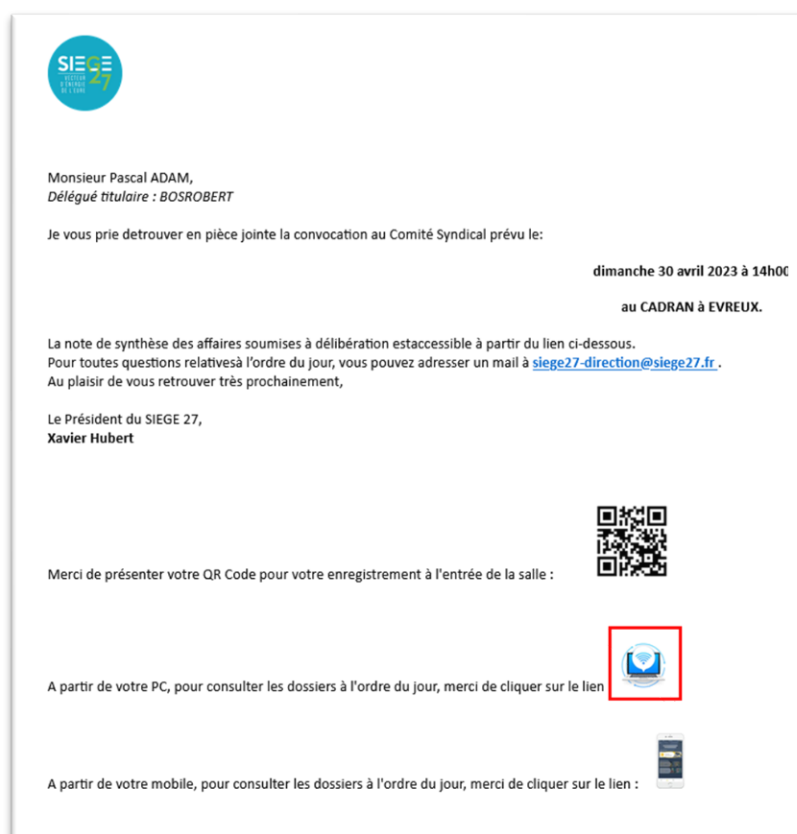 SIEGE
27
SECTEUR
D'ENERGIE
DE L'EURE
Monsieur Pascal ADAM,
Délégué titulaire : BOSROBERT
Je vous prie detrouver en pièce jointe la convocation au Comité Syndical prévu le:
dimanche 30 avril 2023 à 14h00
au CADRAN à EVREUX.
La note de synthèse des affaires soumises à délibération estaccessible à partir du lien ci-dessous.
Pour toutes questions relativesà l'ordre du jour, vous pouvez adresser un mail à siege27-direction@siege27.fr .
Au plaisir de vous retrouver très prochainement,
Le Président du SIEGE 27,
Xavier Hubert
Merci de présenter votre QR Code pour votre enregistrement à l'entrée de la salle :
A partir de votre PC, pour consulter les dossiers à l'ordre du jour, merci de cliquer sur le lien
A partir de votre mobile, pour consulter les dossiers à l'ordre du jour, merci de cliquer sur le lien :